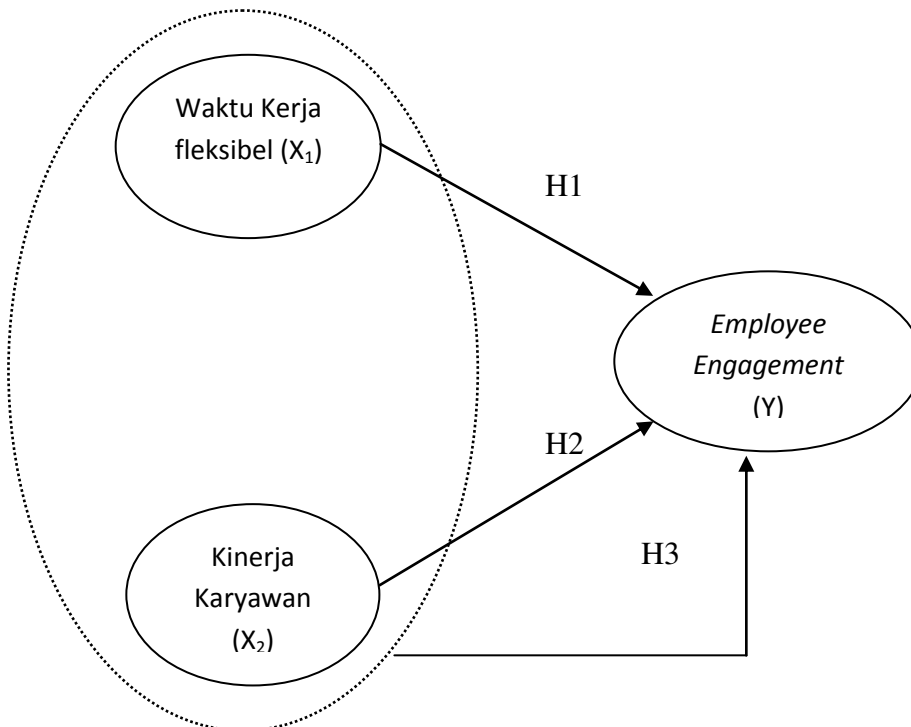 Waktu Kerja
fleksibel (X₁)
H1
Employee
Engagement
(Y)
H2
H3
Kinerja
Karyawan
(X₂)